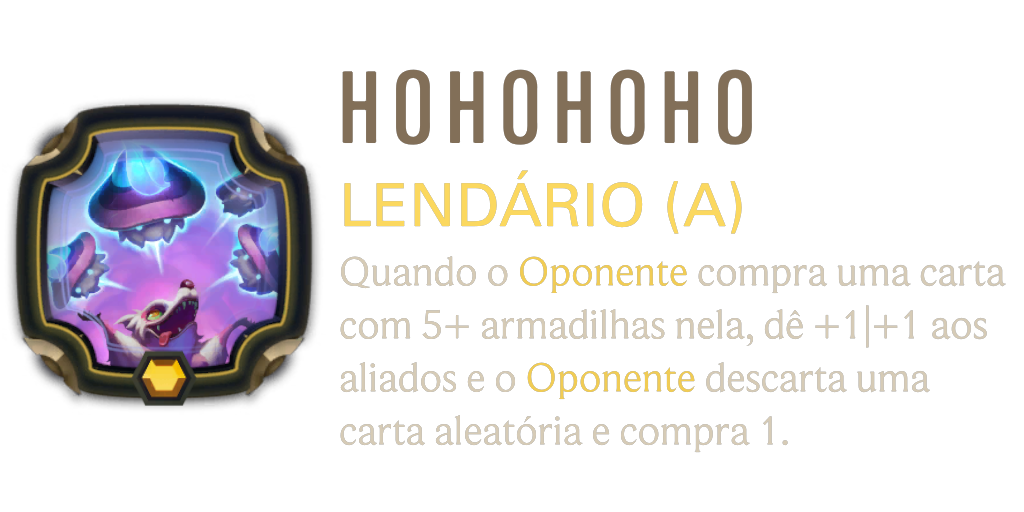 HOHOHOHO
LENDÁRIO (A)
Quando o Oponente compra uma carta
com 5+ armadilhas nela, dê +1|+1 aos
aliados e o Oponente descarta uma
carta aleatória e compra 1.